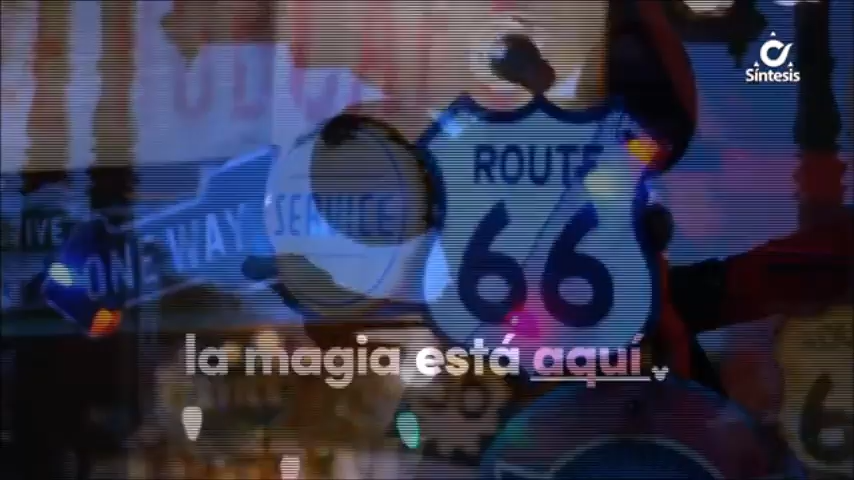 Síntesis
ROUTE
66
SERVICE
ONE WAY
la magia está aquí